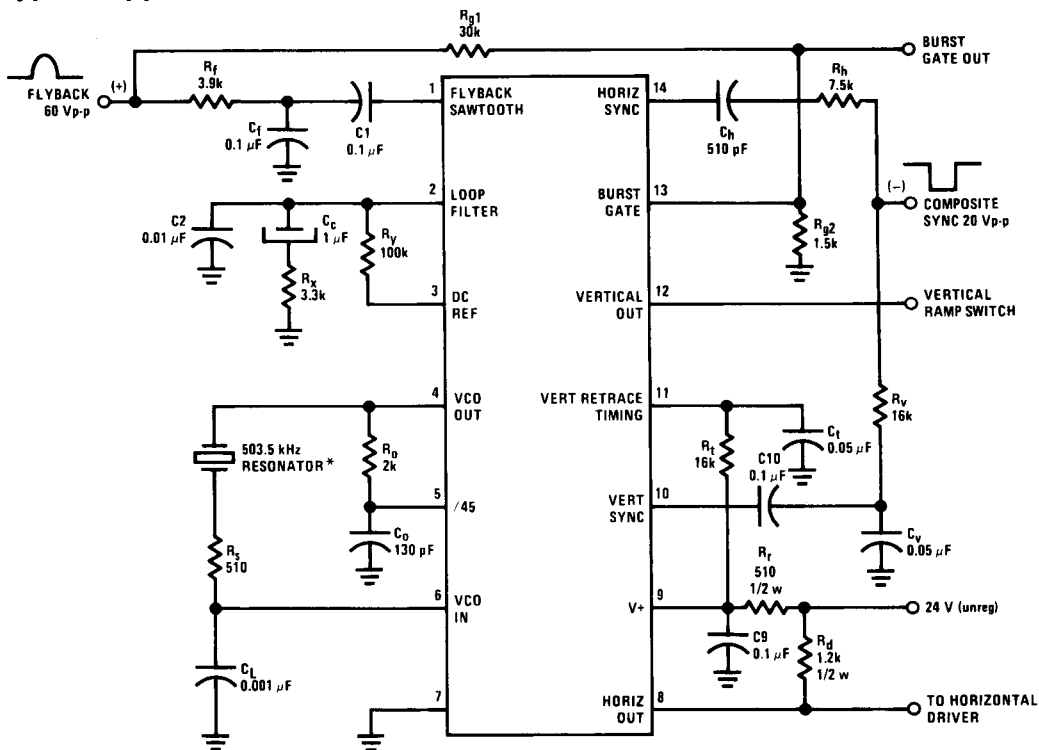 Rg1
30k
BURST
GATE OUT
FLYBACK
60 Vp-p
(+)
Rf
3.9k
Cf
0.1 μF
C1
0.1 μF
1
FLYBACK
SAWTOOTH
HORIZ
SYNC
14
Ch
510 pF
Rh
7.5k
C2
0.01 μF
Cc
1 μF
Rx
3.3k
Ry
100k
2
LOOP
FILTER
BURST
GATE
13
Rg2
1.5k
(-)
COMPOSITE
SYNC 20 Vp-p
3
DC
REF
VERTICAL
OUT
12
VERTICAL
RAMP SWITCH
4
VCO
OUT
VERT RETRACE
TIMING
11
503.5 kHz
RESONATOR*
Ro
2k
Rt
16k
Ct
0.05 μF
Rv
16k
5
/45
Co
130 pF
VERT
SYNC
10
C10
0.1 μF
Cv
0.05 μF
Rs
510
6
VCO
IN
V+
9
Rr
510
1/2 w
24 V (unreg)
CL
0.001 μF
C9
0.1 μF
Rd
1.2k
1/2 w
7
HORIZ
OUT
8
TO HORIZONTAL
DRIVER